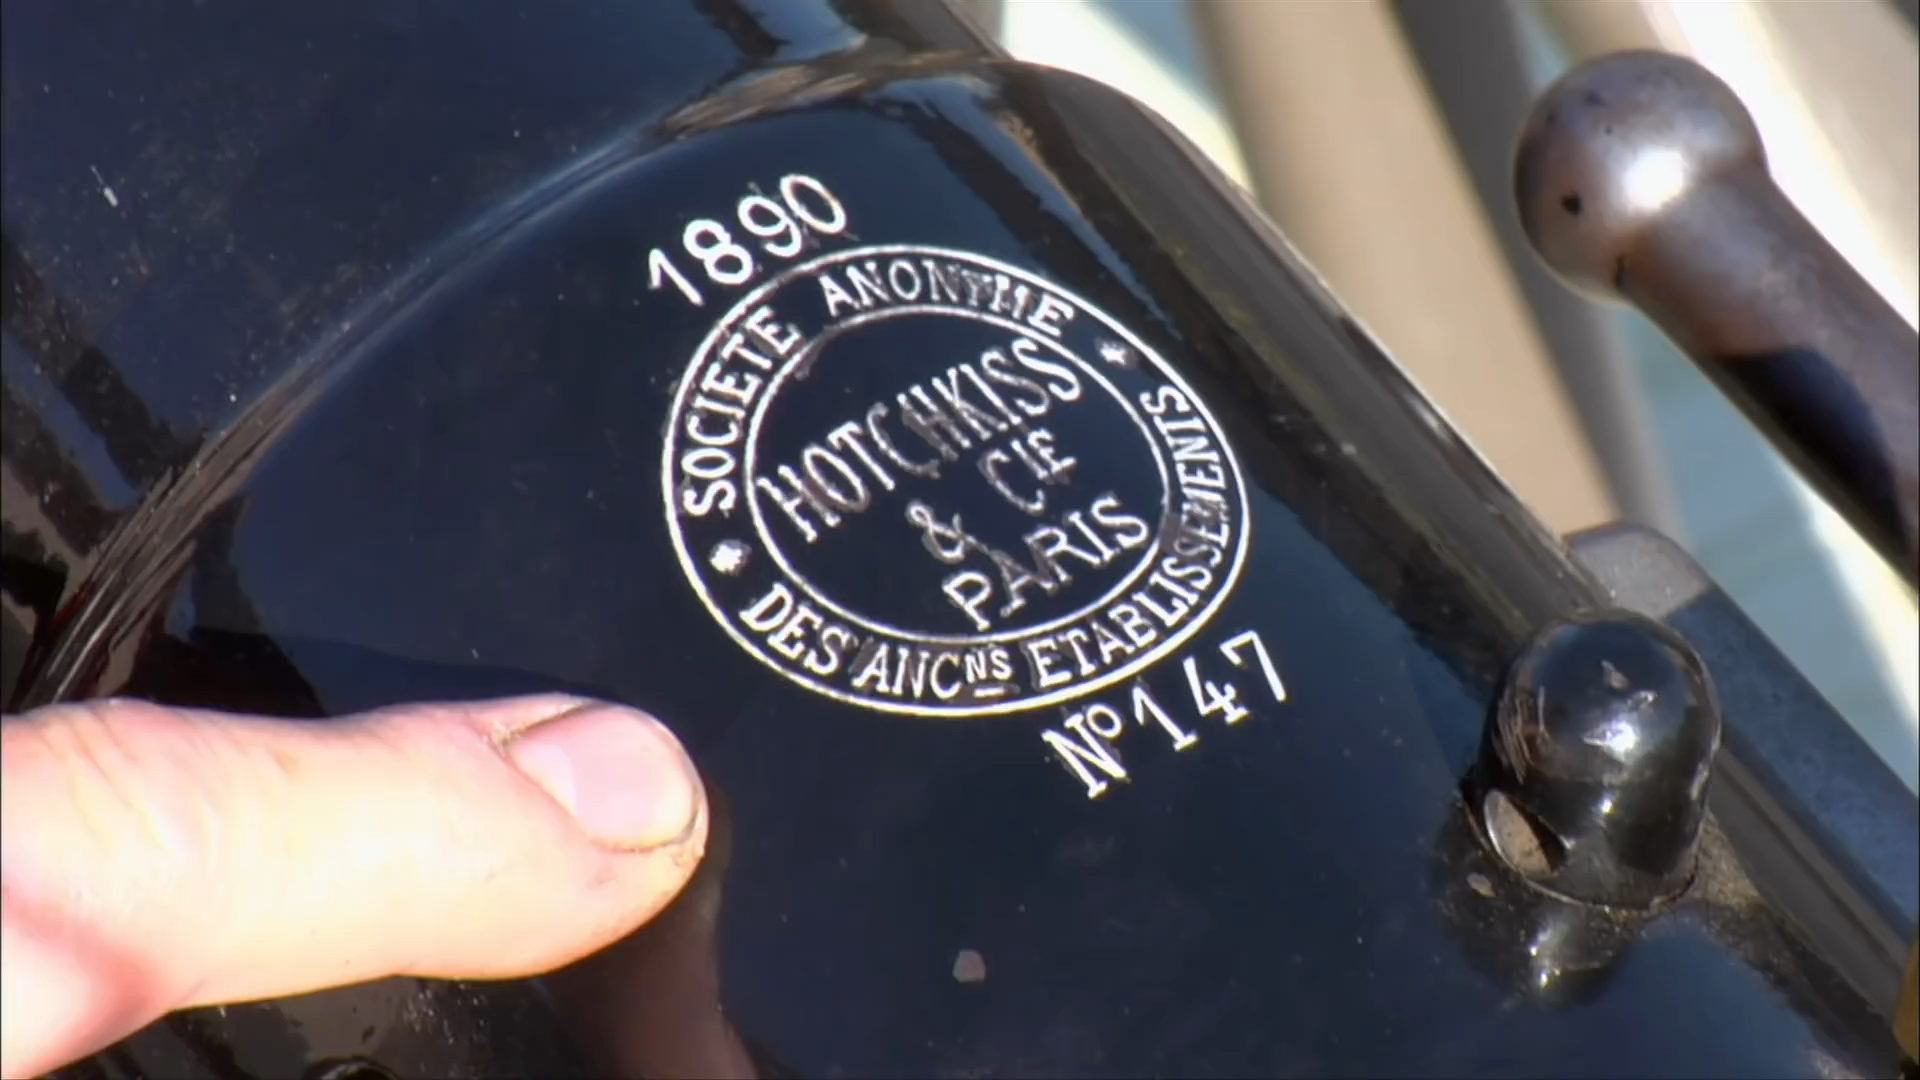 1890
SOCIETE ANONYME
HOTCHKISS
& CIE
PARIS
DES ANCNS ETABLISSEMENTS
No 147